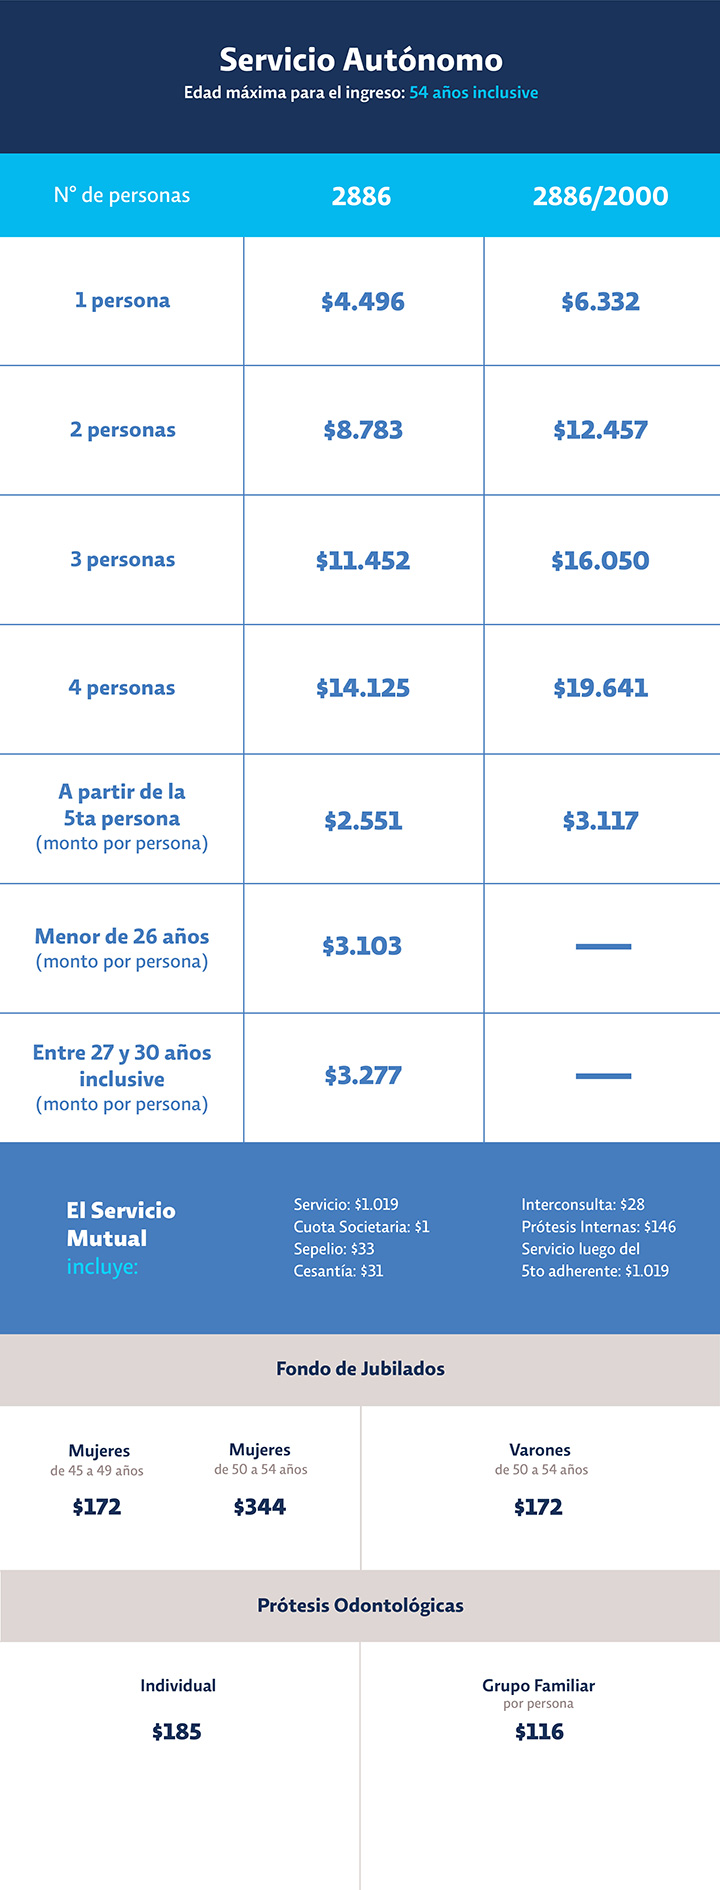 Servicio Autónomo
Edad máxima para el ingreso: 54 años inclusive
N° de personas
2886
2886/2000
1 persona
$4.496
$6.332
2 personas
$8.783
$12.457
3 personas
$11.452
$16.050
4 personas
$14.125
$19.641
A partir de la
5ta persona
(monto por persona)
$2.551
$3.117
Menor de 26 años
(monto por persona)
$3.103
Entre 27 y 30 años
inclusive
(monto por persona)
$3.277
El Servicio
Mutual
incluye:
Servicio: $1.019
Cuota Societaria: $1
Sepelio: $33
Cesantía: $31
Interconsulta: $28
Prótesis Internas: $146
Servicio luego del
5to adherente: $1.019
Fondo de Jubilados
Mujeres
de 45 a 49 años
$172
Mujeres
de 50 a 54 años
$344
Varones
de 50 a 54 años
$172
Prótesis Odontológicas
Individual
$185
Grupo Familiar
por persona
$116